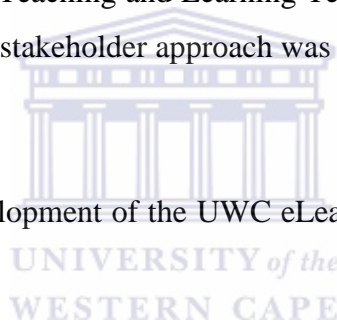 Teaching and Learning Te
stakeholder approach was
lopment of the UWC eLea
UNIVERSITY of the
WESTERN CAPE